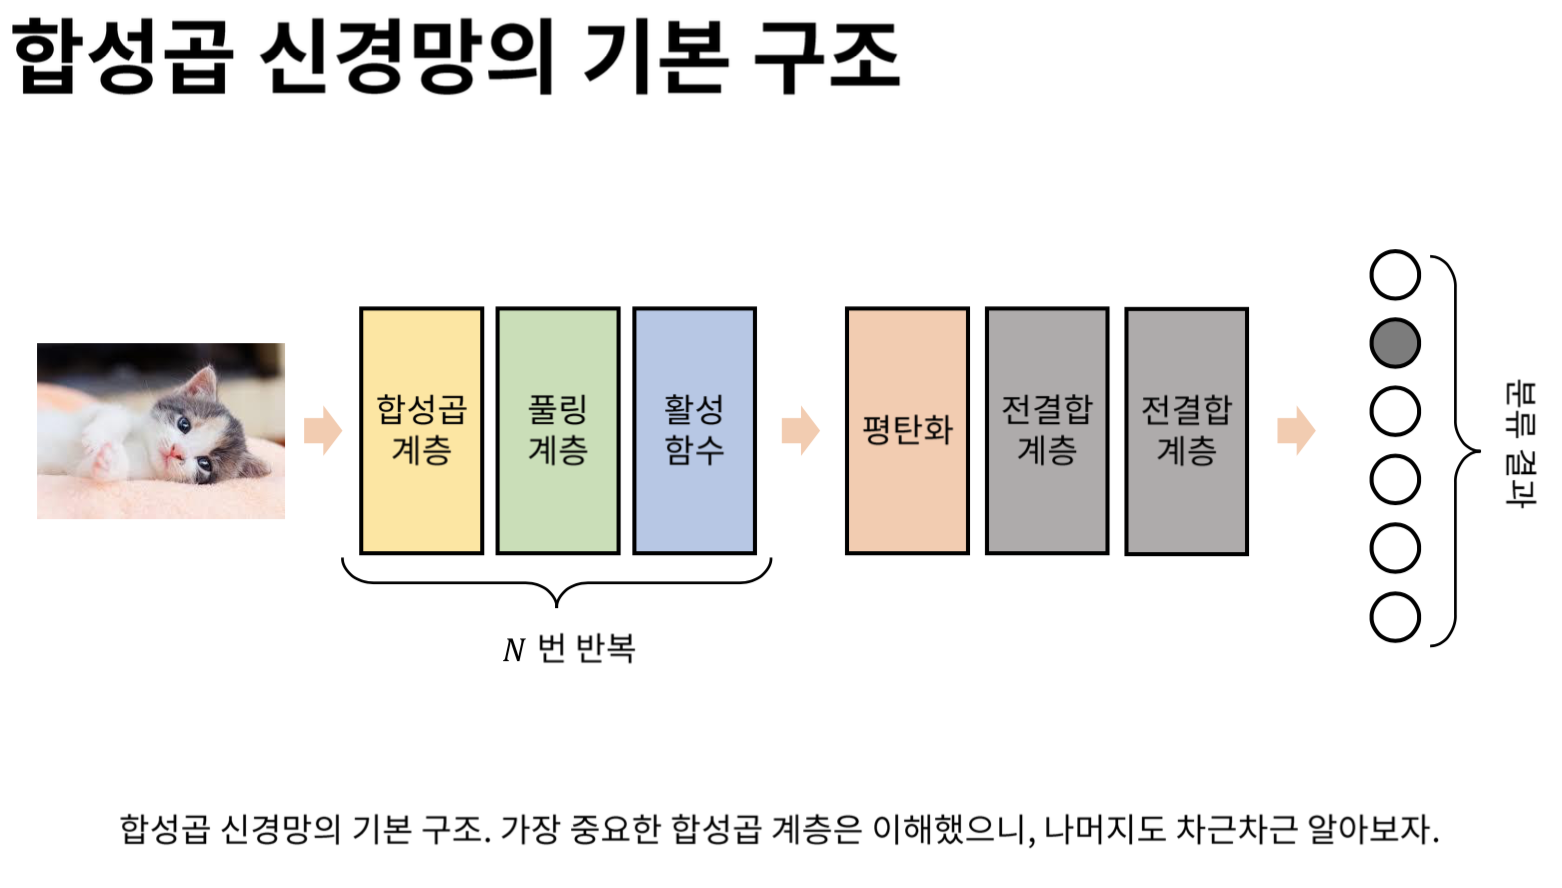 합성곱 신경망의 기본 구조
합성곱
계층
풀링
계층
활성
함수
평탄화
전결합
계층
전결합
계층
분류 결과
N 번 반복
합성곱 신경망의 기본 구조. 가장 중요한 합성곱 계층은 이해했으니, 나머지도 차근차근 알아보자.